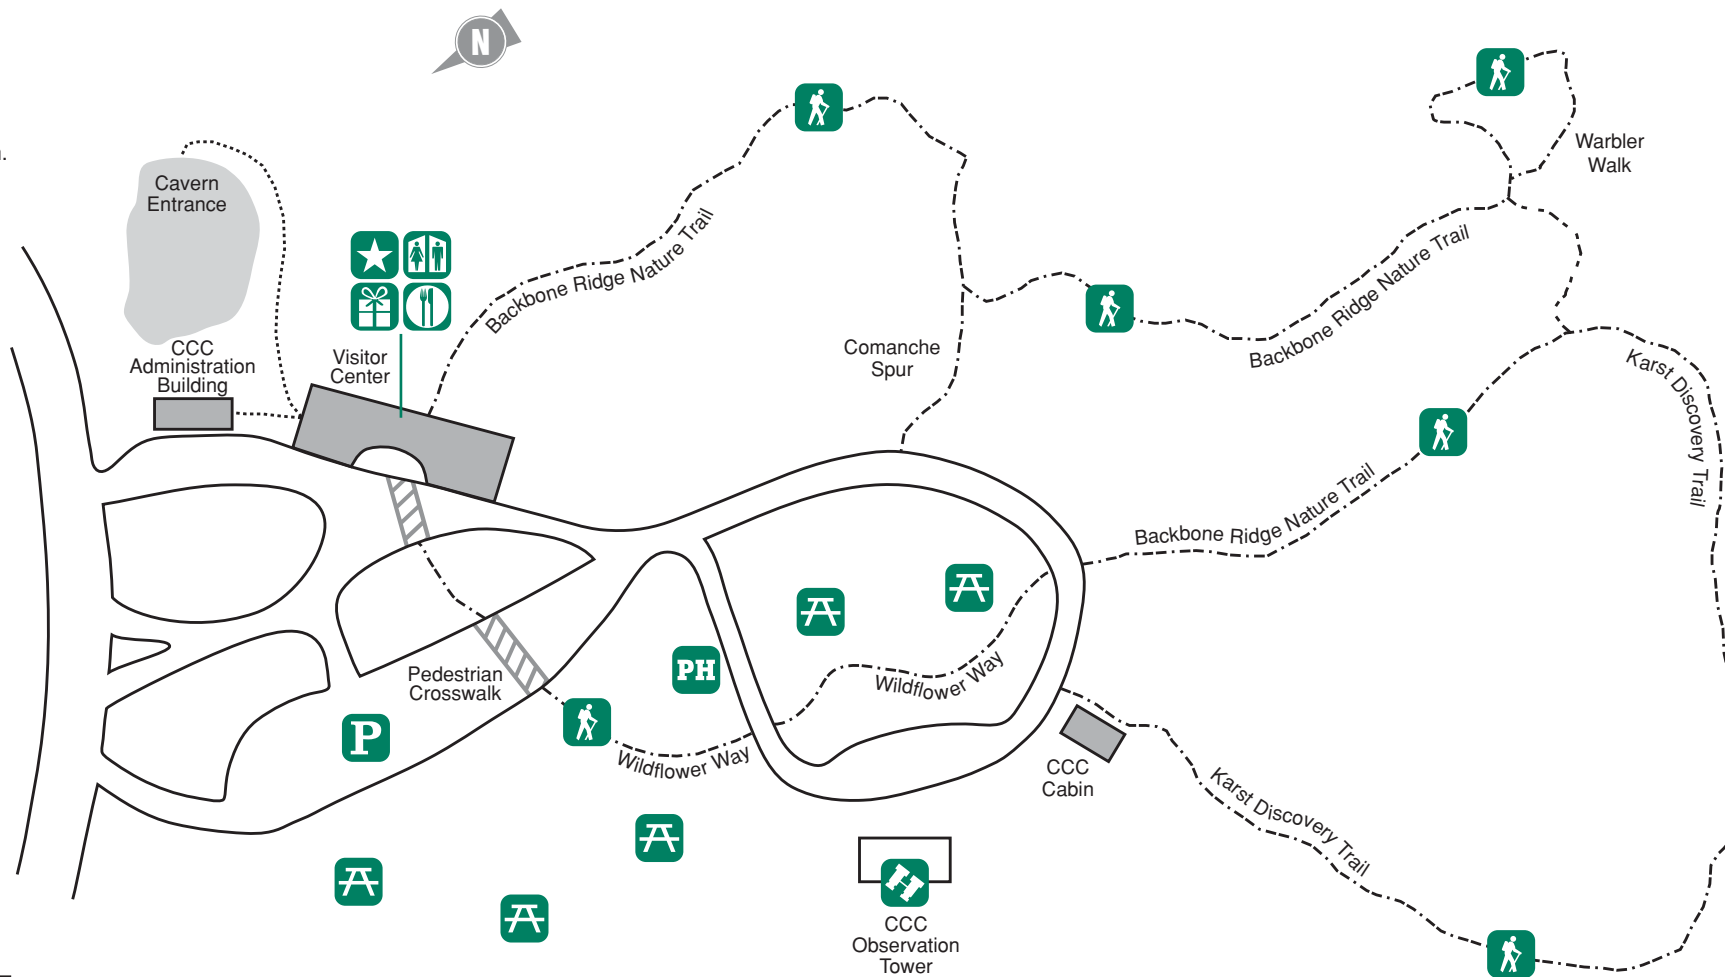 N
Cavern
Entrance
CCC
Administration
Building
Visitor
Center
Backbone Ridge Nature Trail
Comanche
Spur
Warbler
Walk
Backbone Ridge Nature Trail
Karst Discovery Trail
Backbone Ridge Nature Trail
Pedestrian
Crosswalk
P
PH
Wildflower Way
Wildflower Way
CCC
Cabin
Karst Discovery Trail
CCC
Observation
Tower